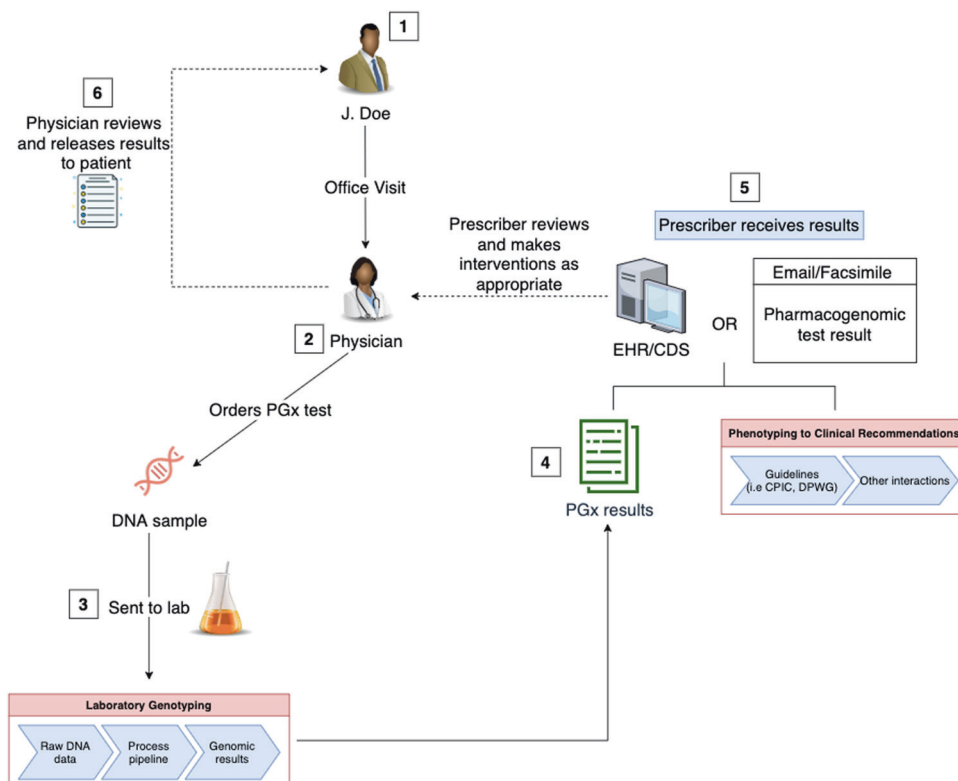 1
J. Doe
6
Physician reviews
and releases results
to patient
Office Visit
5
Prescriber receives results
Prescriber reviews
and makes
interventions as
appropriate
Email/Facsimile
Pharmacogenomic
test result
OR
EHR/CDS
2
Physician
Orders PGx test
DNA sample
3
Sent to lab
Laboratory Genotyping
Raw DNA
data
Process
pipeline
Genomic
results
4
PGx results
Phenotyping to Clinical Recommendations
Guidelines
(i.e CPIC, DPWG)
Other interactions